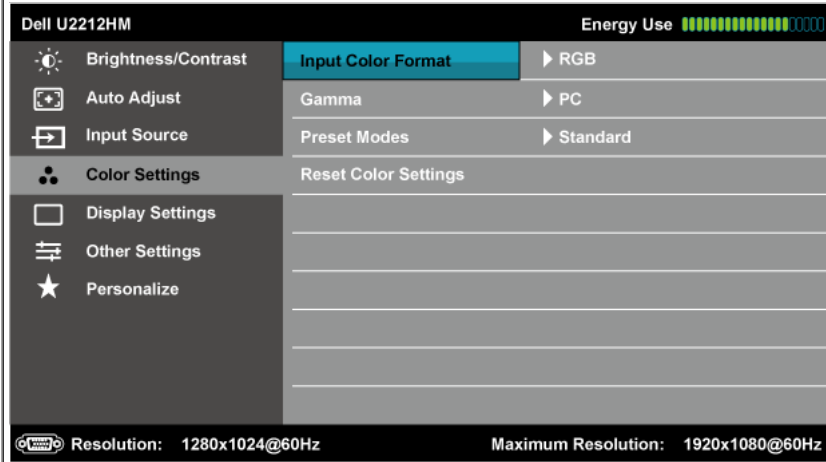 Dell U2212HM Energy Use
Brightness/Contrast Input Color Format RGB
Auto Adjust Gamma PC
Input Source Preset Modes Standard
Color Settings Reset Color Settings
Display Settings
Other Settings
Personalize
Resolution: 1280x1024@60Hz Maximum Resolution: 1920x1080@60Hz